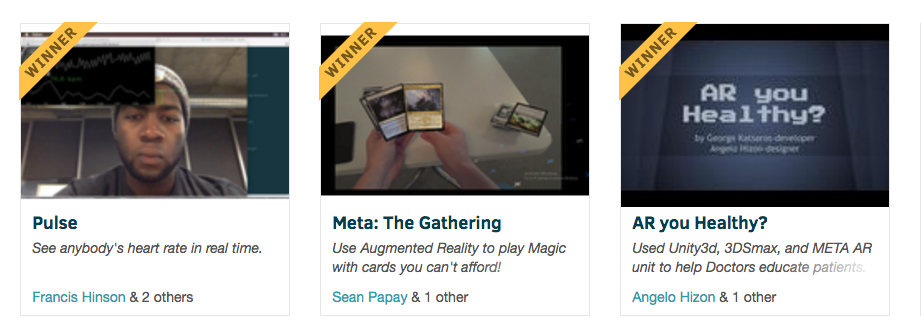 WINNER
Pulse
See anybody's heart rate in real time.
Francis Hinson & 2 others
WINNER
Meta: The Gathering
Use Augmented Reality to play Magic
with cards you can't afford!
Sean Papay & 1 other
WINNER
AR you
Healthy?
by George Katsaros-developer
Angelo Hizon-designer
AR you Healthy?
Used Unity3d, 3DSmax, and META AR
unit to help Doctors educate patients.
Angelo Hizon & 1 other